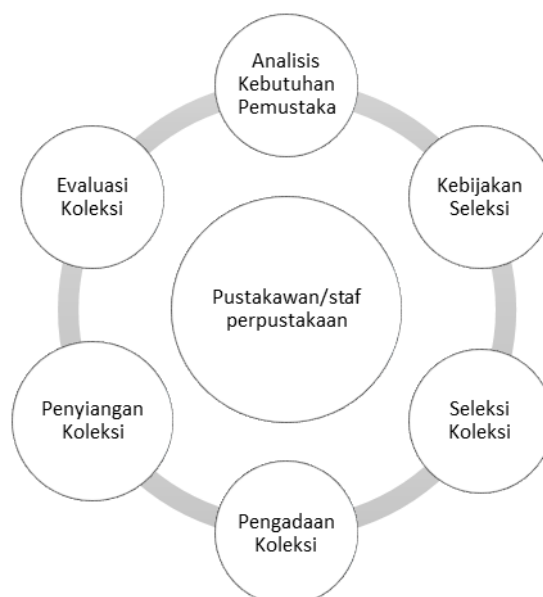 Analisis
Kebutuhan
Pemustaka
Kebijakan
Seleksi
Seleksi
Koleksi
Pengadaan
Koleksi
Penyiangan
Koleksi
Evaluasi
Koleksi
Pustakawan/staf
perpustakaan